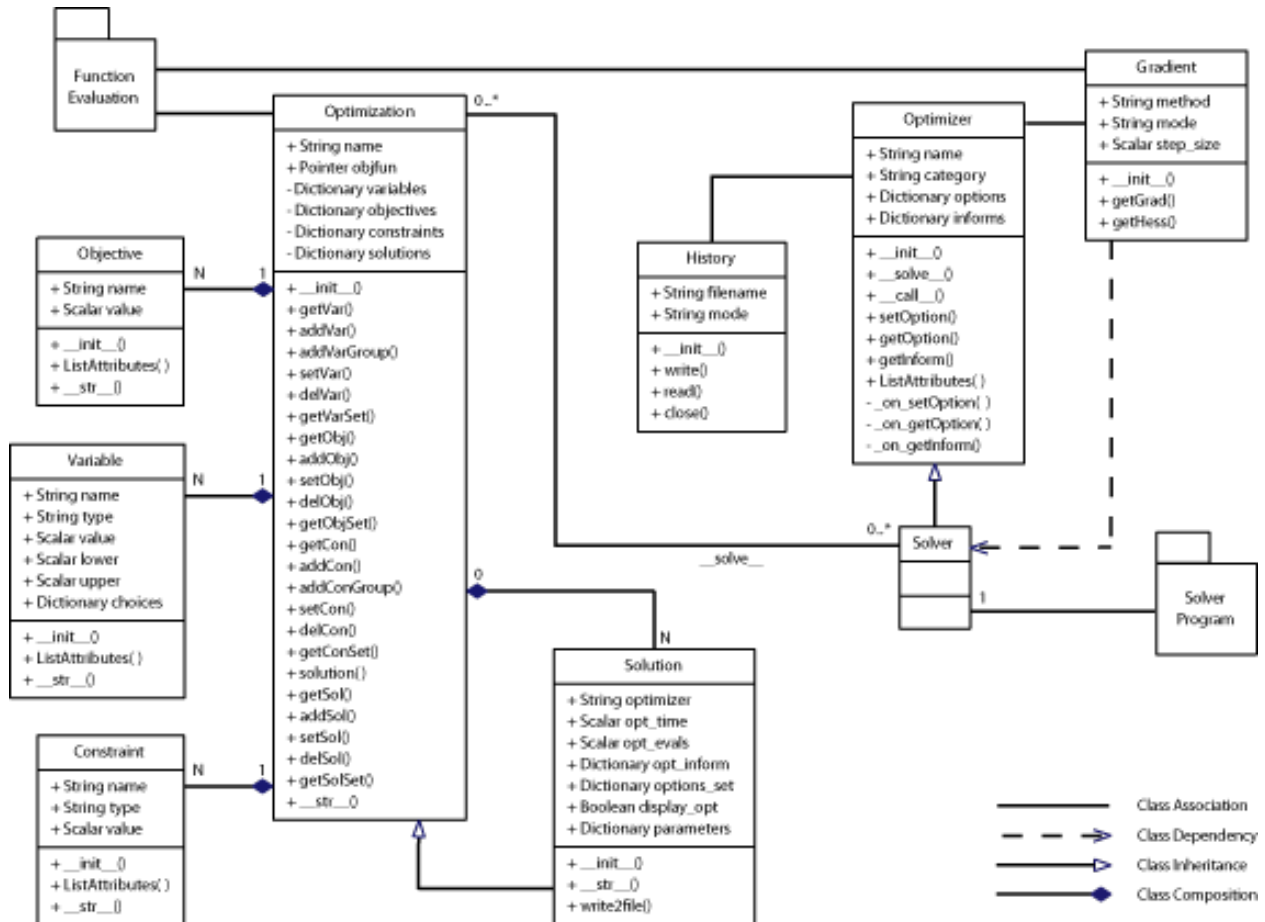 Function
Evaluation
Optimization
+ String name
+ Pointer objfun
- Dictionary variables
- Dictionary objectives
- Dictionary constraints
- Dictionary solutions
+ __init__()
+ getVar()
+ addVar()
+ addVarGroup()
+ setVar()
+ delVar()
+ getVarSet()
+ getObj()
+ addObj()
+ setObj()
+ delObj()
+ getObjSet()
+ getCon()
+ addCon()
+ addConGroup()
+ setCon()
+ delCon()
+ getConSet()
+ solution()
+ getSol()
+ addSol()
+ setSol()
+ delSol()
+ getSolSet()
+ __str__()
0...*
Gradient
+ String method
+ String mode
+ Scalar step_size
+ __init__()
+ getGrad()
+ getHess()
Optimizer
+ String name
+ String category
+ Dictionary options
+ Dictionary informs
+ __init__()
+ __solve__()
+ __call__()
+ setOption()
+ getOption()
+ getInform()
+ ListAttributes( )
- _on_setOption( )
- _on_getOption( )
- _on_getInform()
History
+ String filename
+ String mode
+ __init__()
+ write()
+ read()
+ close()
Objective
+ String name
+ Scalar value
+ __init__()
+ ListAttributes( )
+ __str__()
N
1
Variable
+ String name
+ String type
+ Scalar value
+ Scalar lower
+ Scalar upper
+ Dictionary choices
+ __init__()
+ ListAttributes( )
+ __str__()
N
1
Constraint
+ String name
+ String type
+ Scalar value
+ __init__()
+ ListAttributes( )
+ __str__()
N
1
0...*
Solver
__solve__
1
Solver
Program
0
N
Solution
+ String optimizer
+ Scalar opt_time
+ Scalar opt_evals
+ Dictionary opt_inform
+ Dictionary options_set
+ Boolean display_opt
+ Dictionary parameters
+ __init__()
+ __str__()
+ write2file()
Class Association
Class Dependency
Class Inheritance
Class Composition